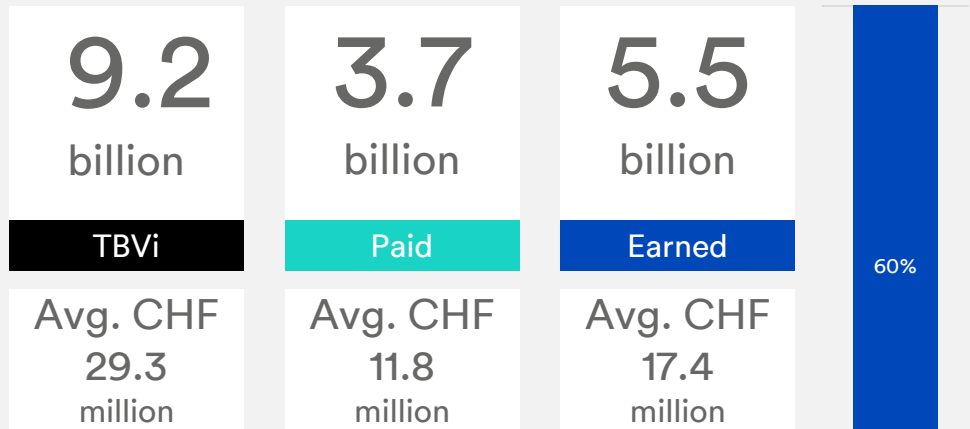 9.2
billion
TBVi
Avg. CHF
29.3
million
3.7
billion
Paid
Avg. CHF
11.8
million
5.5
billion
Earned
Avg. CHF
17.4
million
60%